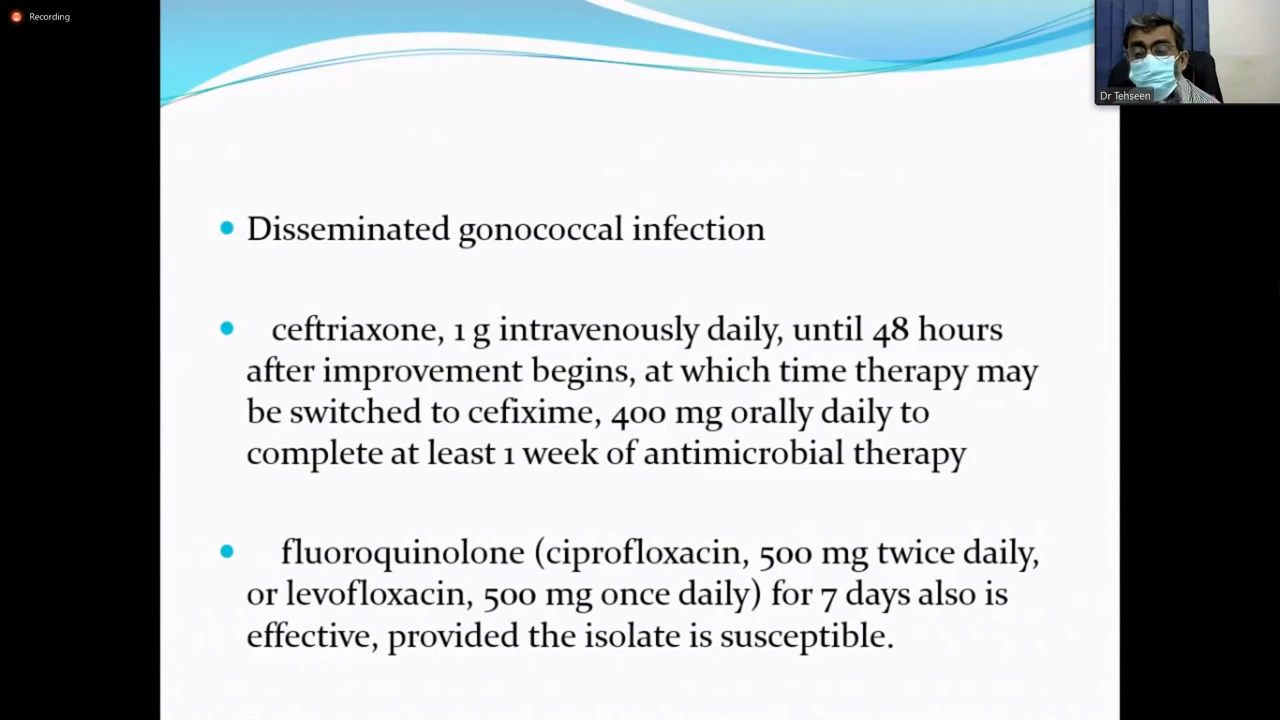 Recording
Dr Tehseen
Disseminated gonococcal infection
ceftriaxone, 1 g intravenously daily, until 48 hours
after improvement begins, at which time therapy may
be switched to cefixime, 400 mg orally daily to
complete at least 1 week of antimicrobial therapy
fluoroquinolone (ciprofloxacin, 500 mg twice daily,
or levofloxacin, 500 mg once daily) for 7 days also is
effective, provided the isolate is susceptible.